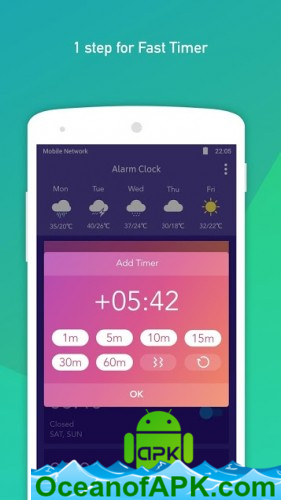 1 step for Fast Timer
Mobile Network 22:05
Alarm Clock
Mon Tue Wed Thu Fri
35/20℃ 40/26℃ 37/24℃ 30/18℃ 32/22℃
Add Timer
+05:42
1m 5m 10m 15m
30m 60m
OK
Closed
SAT, SUN
APK
OceanofAPK.com